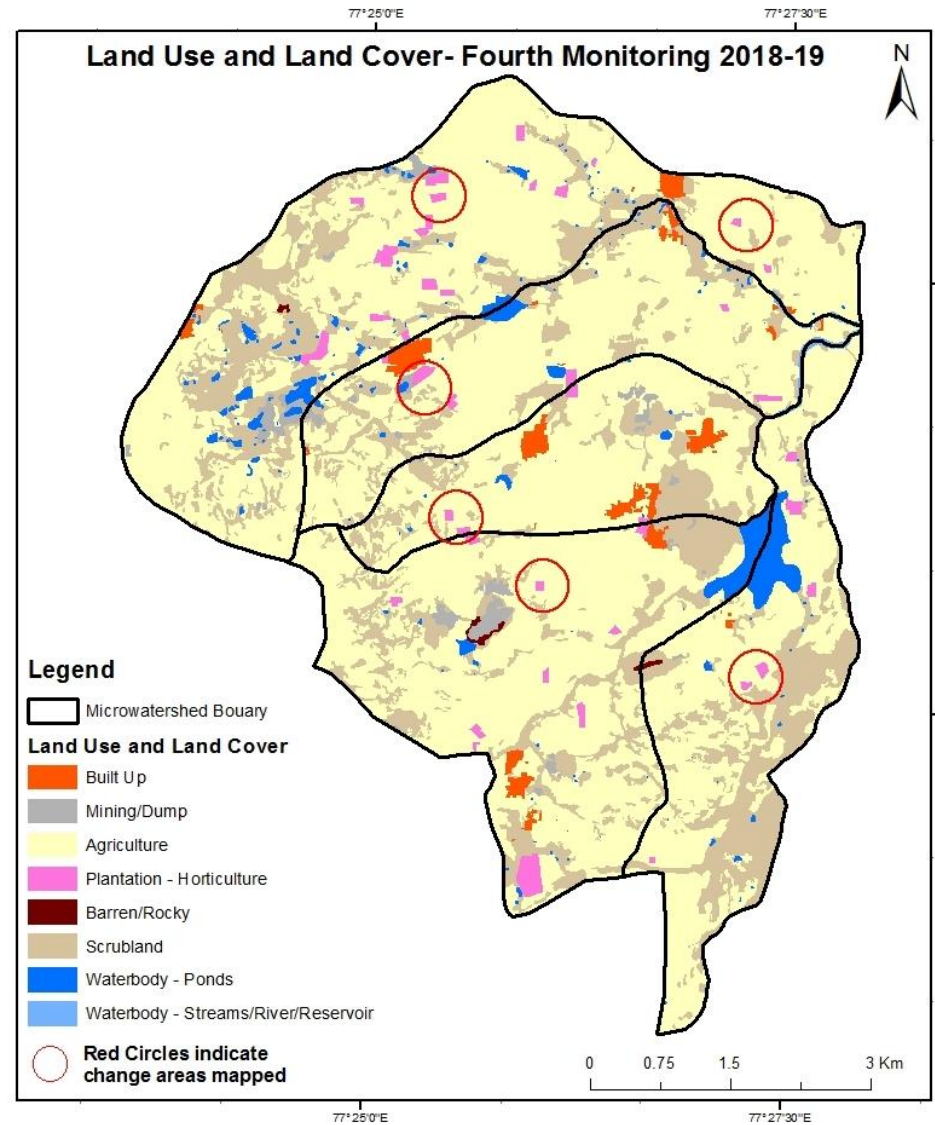 77°25'0"E
77°27'30"E
Land Use and Land Cover- Fourth Monitoring 2018-19
N
Legend
Microwatershed Bouary
Land Use and Land Cover
Built Up
Mining/Dump
Agriculture
Plantation - Horticulture
Barren/Rocky
Scrubland
Waterbody - Ponds
Waterbody - Streams/River/Reservoir
Red Circles indicate
change areas mapped
0 0.75 1.5 3 Km
77°25'0"E
77°27'30"E